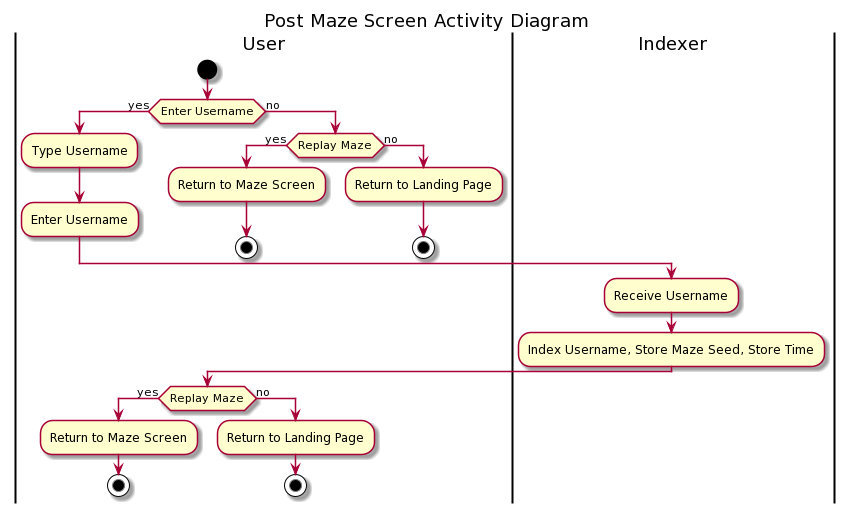 Post Maze Screen Activity Diagram
User
Indexer
yes
Enter Username
no
Type Username
yes
Replay Maze
no
Return to Maze Screen
Return to Landing Page
Enter Username
Receive Username
Index Username, Store Maze Seed, Store Time
yes
Replay Maze
no
Return to Maze Screen
Return to Landing Page